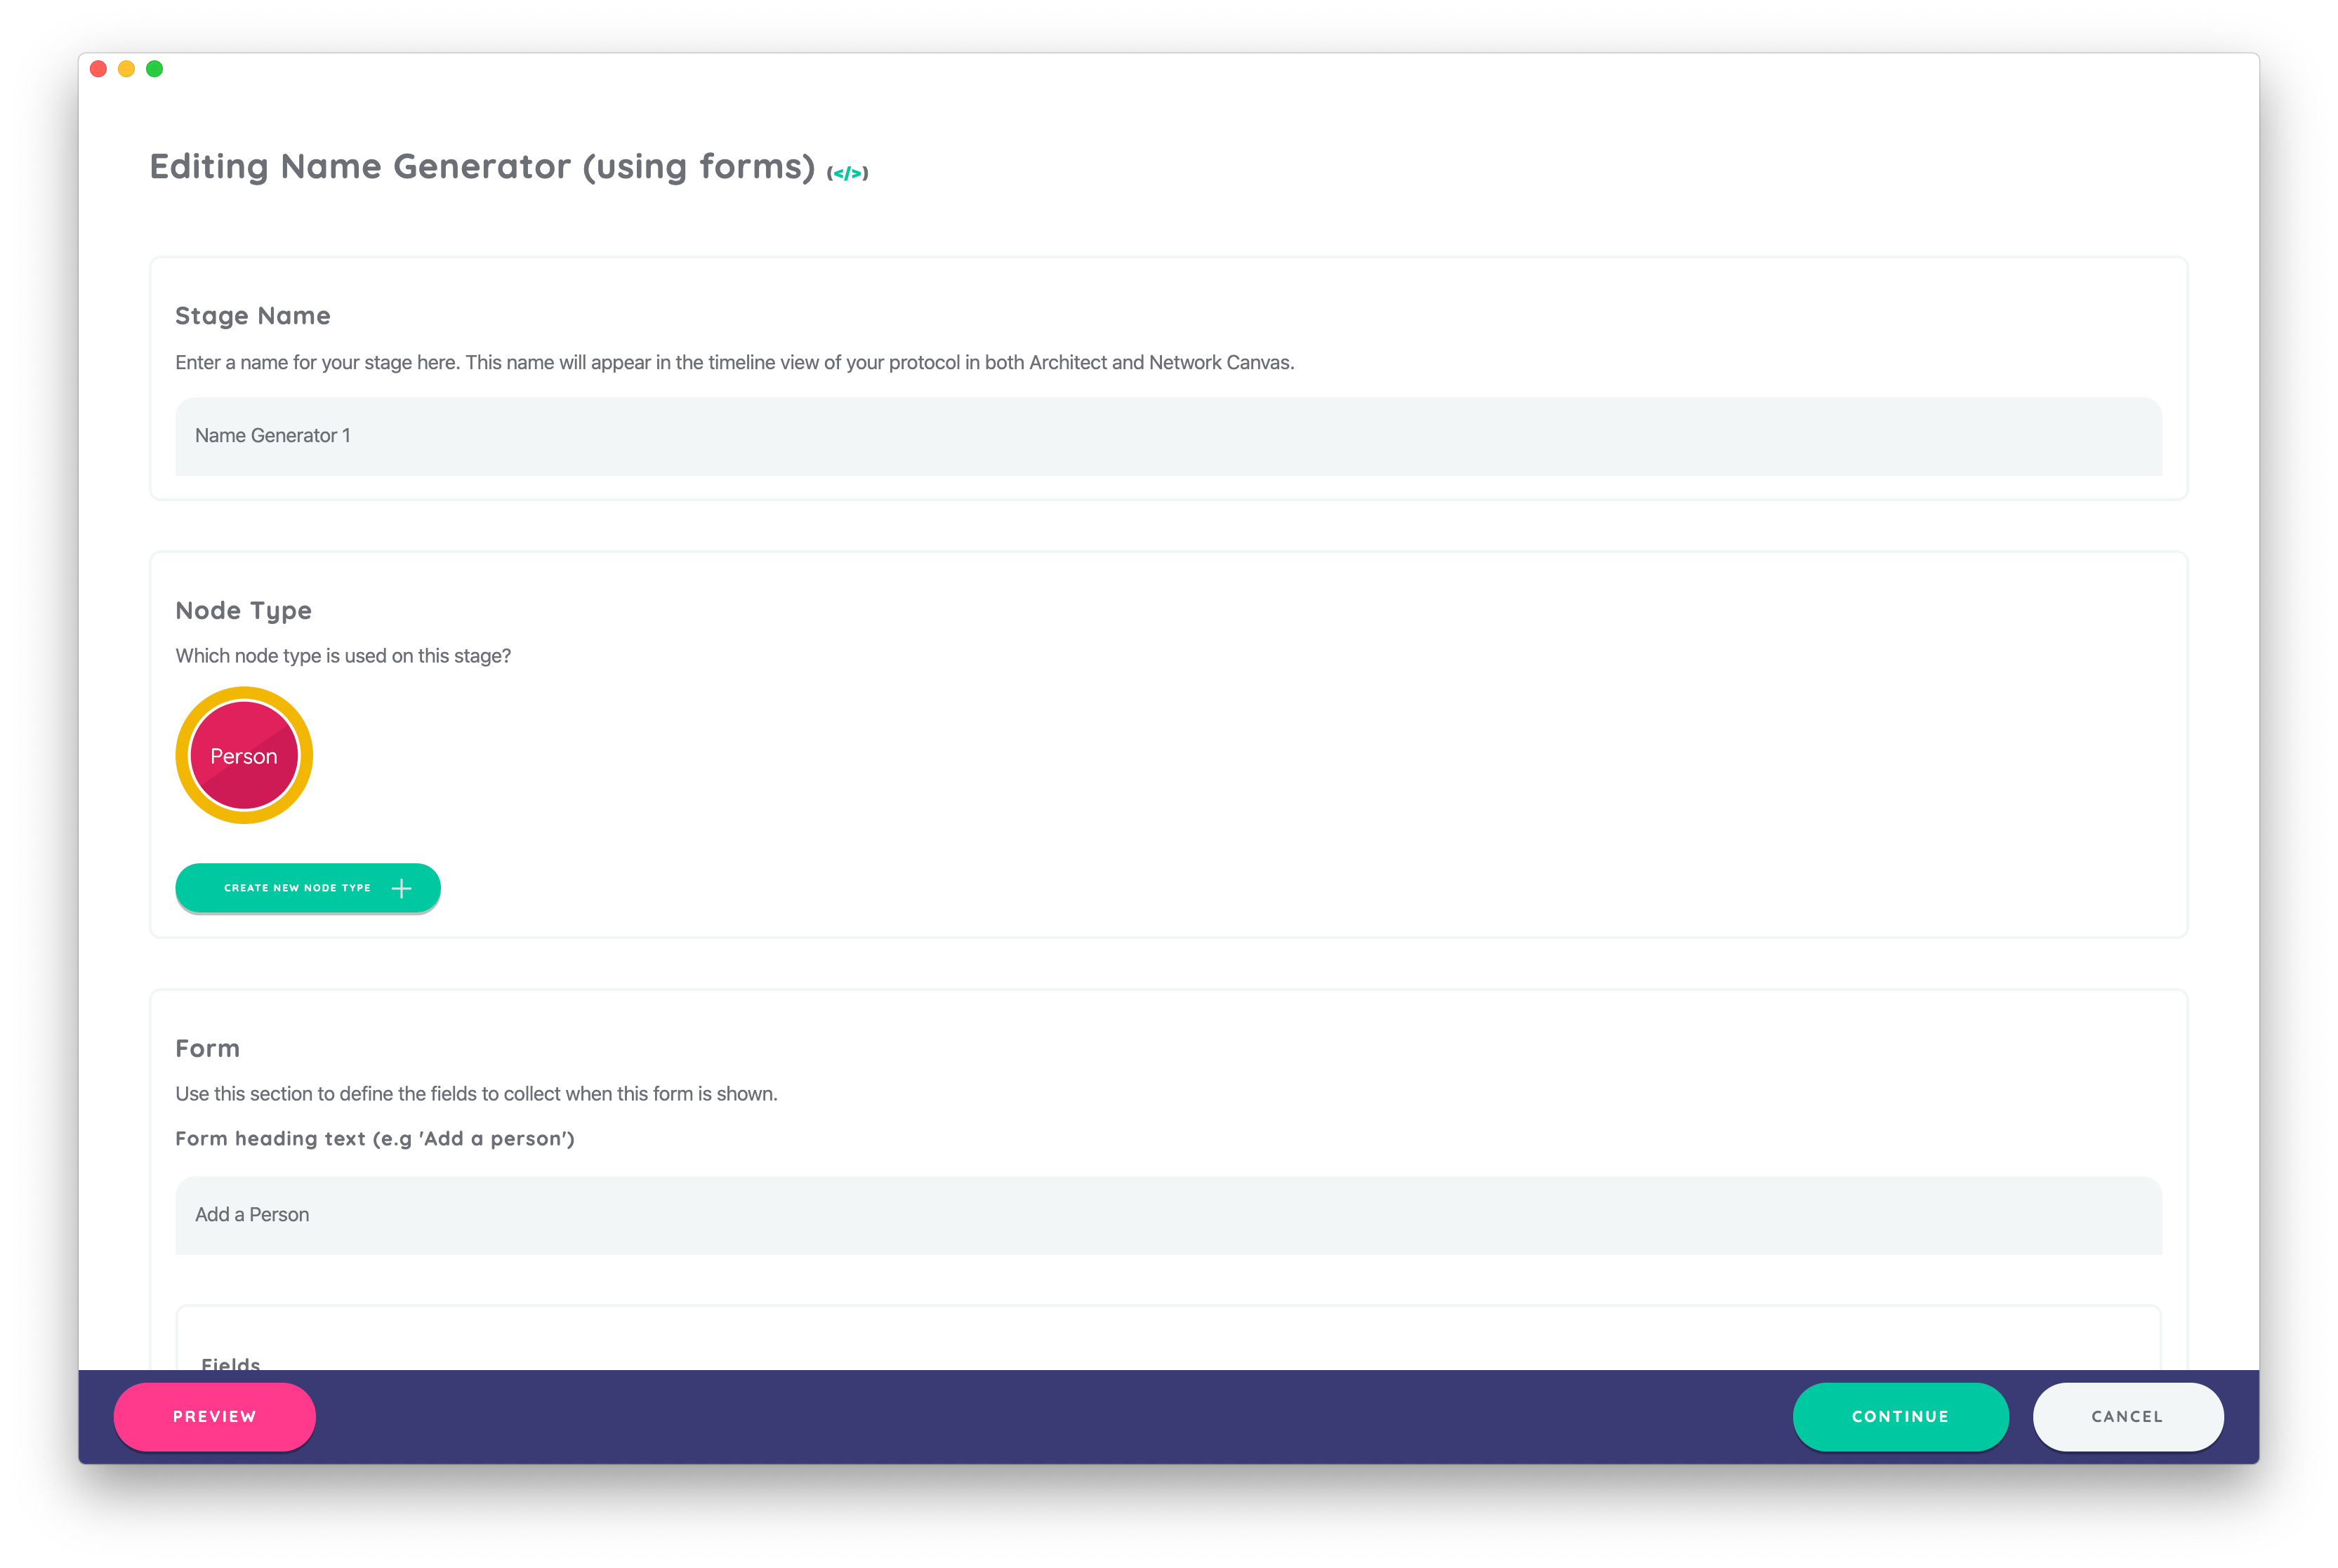 Editing Name Generator (using forms) (</>)
Stage Name
Enter a name for your stage here. This name will appear in the timeline view of your protocol in both Architect and Network Canvas.
Name Generator 1
Node Type
Which node type is used on this stage?
Person
CREATE NEW NODE TYPE
Form
Use this section to define the fields to collect when this form is shown.
Form heading text (e.g 'Add a person')
Add a Person
Fields
PREVIEW
CONTINUE
CANCEL